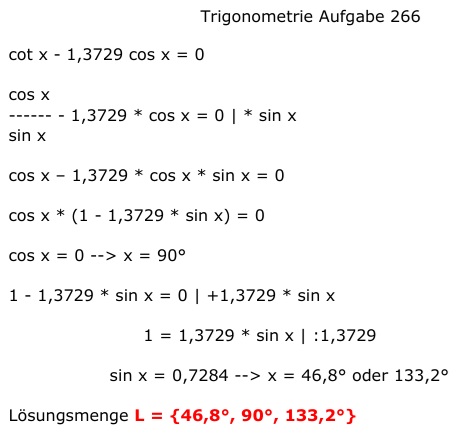 Trigonometrie Aufgabe 266
cot x - 1,3729 cos x = 0
cos x
------ - 1,3729 * cos x = 0 | * sin x
sin x
cos x – 1,3729 * cos x * sin x = 0
cos x * (1 - 1,3729 * sin x) = 0
cos x = 0 --> x = 90°
1 - 1,3729 * sin x = 0 | +1,3729 * sin x
1 = 1,3729 * sin x | :1,3729
sin x = 0,7284 --> x = 46,8° oder 133,2°
Lösungsmenge L = {46,8°, 90°, 133,2°}